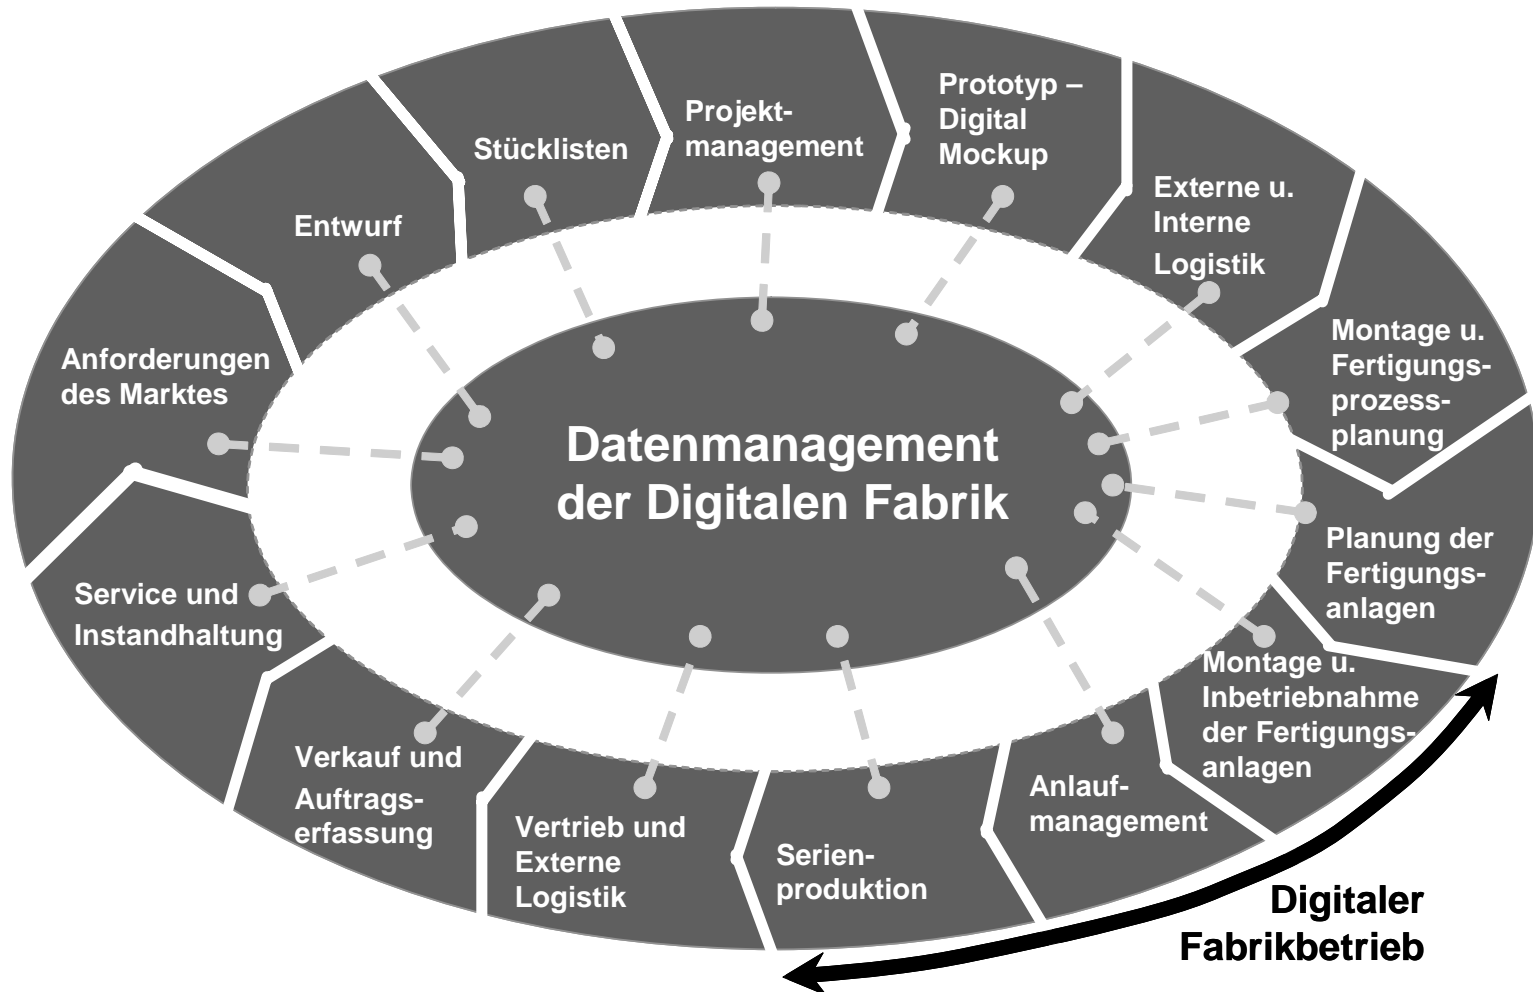 Prototyp –
Digital
Mockup
Projekt-
management
Stücklisten
Externe u.
Interne
Logistik
Entwurf
Montage u.
Fertigungs-
prozess-
planung
Anforderungen
des Marktes
Datenmanagement
der Digitalen Fabrik
Planung der
Fertigungs-
anlagen
Service und
Instandhaltung
Montage u.
Inbetriebnahme
der Fertigungs-
anlagen
Verkauf und
Auftrags-
erfassung
Anlauf-
management
Vertrieb und
Externe
Logistik
Serien-
produktion
Digitaler
Fabrikbetrieb